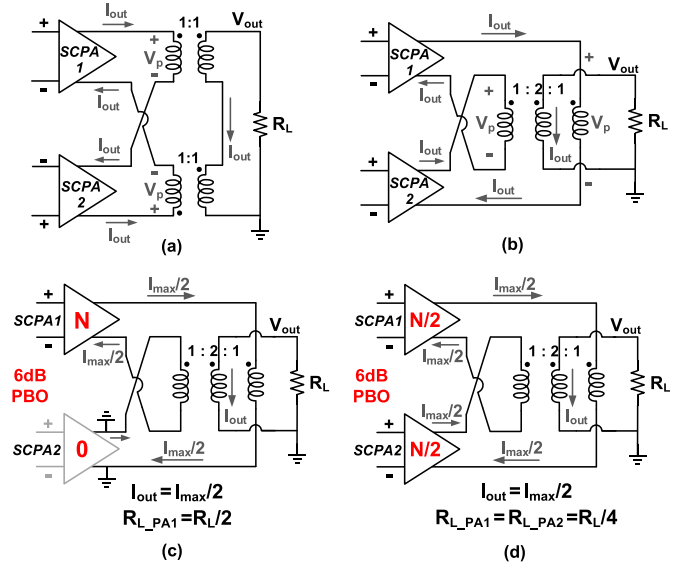 +
I_out
1:1
V_out
SCPA
1
+
V_p
-
-
I_out
R_L
I_out
I_out
+
1:1
-
SCPA
2
V_p
+
-
I_out
(a)
+
I_out
+
V_out
SCPA
1
-
I_out
+
1 : 2 : 1
V_p
V_p
R_L
+
I_out
-
I_out
SCPA
2
-
I_out
-
(b)
+
I_max/2
V_out
SCPA1
N
-
I_max/2
1 : 2 : 1
6dB
PBO
R_L
+
I_out
SCPA2
0
-
I_max/2
I_out = I_max/2
R_L_PA1 = R_L/2
(c)
+
I_max/2
V_out
SCPA1
N/2
-
I_max/2
1 : 2 : 1
6dB
PBO
R_L
+
I_max/2
I_out
SCPA2
N/2
-
I_max/2
I_out = I_max/2
R_L_PA1 = R_L_PA2 = R_L/4
(d)